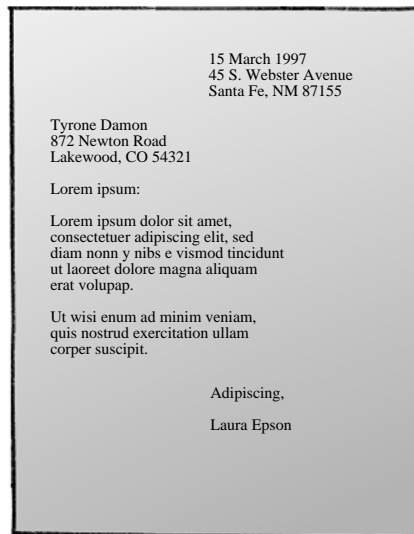 15 March 1997
45 S. Webster Avenue
Santa Fe, NM 87155
Tyrone Damon
872 Newton Road
Lakewood, CO 54321
Lorem ipsum:
Lorem ipsum dolor sit amet,
consectetuer adipiscing elit, sed
diam nonn y nibs e vismod tincidunt
ut laoreet dolore magna aliquam
erat volupap.
Ut wisi enum ad minim veniam,
quis nostrud exercitation ullam
corper suscipit.
Adipiscing,
Laura Epson